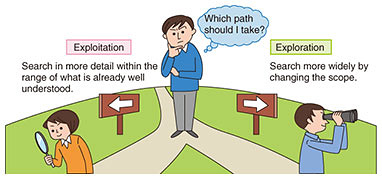 Which path
should I take?
Exploitation
Search in more detail within the
range of what is already well
understood.
Exploration
Search more widely by
changing the scope.